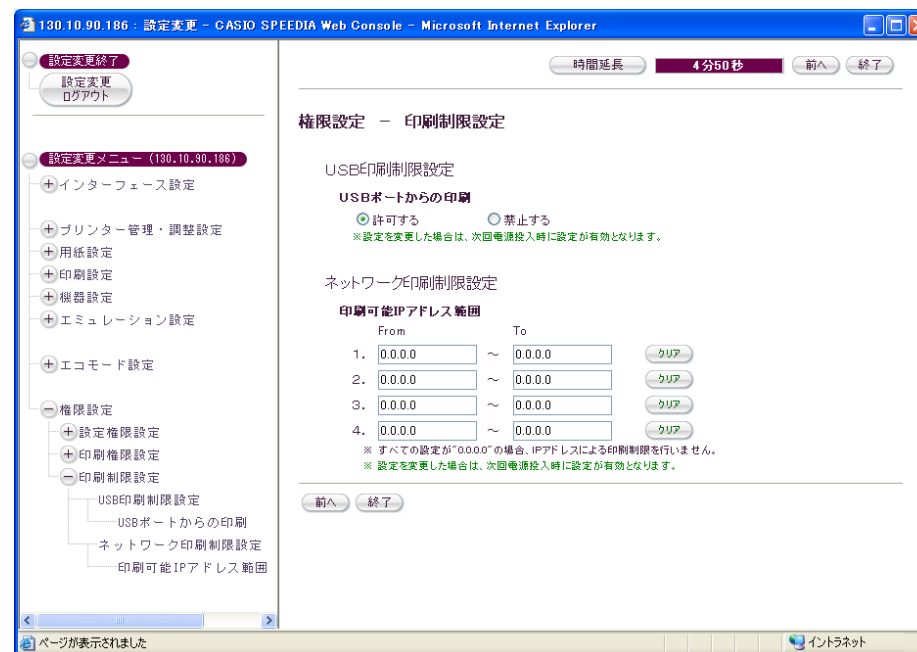 130.10.90.186 : 設定変更 - CASIO SPEEDIA Web Console - Microsoft Internet Explorer
設定変更終了
設定変更
ログアウト
設定変更メニュー (130.10.90.186)
インターフェース設定
プリンター管理・調整設定
用紙設定
印刷設定
機器設定
エミュレーション設定
エコモード設定
権限設定
設定権限設定
印刷権限設定
印刷制限設定
USB印刷制限設定
USBポートからの印刷
ネットワーク印刷制限設定
印刷可能IPアドレス範囲
時間延長 4分50秒 前へ 終了
権限設定 － 印刷制限設定
USB印刷制限設定
USBポートからの印刷
許可する 禁止する
※設定を変更した場合は、次回電源投入時に設定が有効となります。
ネットワーク印刷制限設定
印刷可能IPアドレス範囲
From To
1. 0.0.0.0 ～ 0.0.0.0 クリア
2. 0.0.0.0 ～ 0.0.0.0 クリア
3. 0.0.0.0 ～ 0.0.0.0 クリア
4. 0.0.0.0 ～ 0.0.0.0 クリア
※ すべての設定が"0.0.0.0"の場合、IPアドレスによる印刷制限を行いません。
※ 設定を変更した場合は、次回電源投入時に設定が有効となります。
前へ 終了
ページが表示されました イントラネット